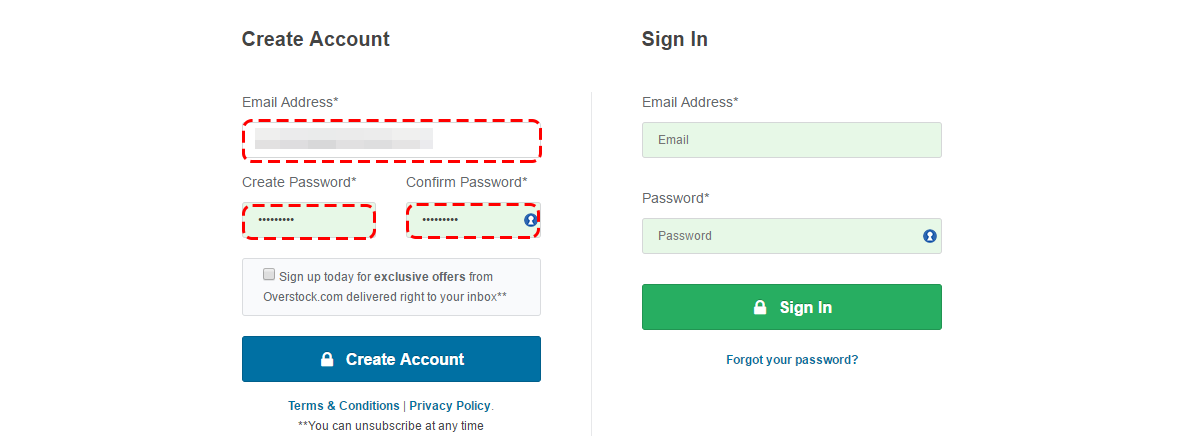 Create Account
Email Address*
Create Password*
Confirm Password*
•••••••••
•••••••••
Sign up today for exclusive offers from
Overstock.com delivered right to your inbox**
Create Account
Terms & Conditions | Privacy Policy.
**You can unsubscribe at any time
Sign In
Email Address*
Email
Password*
Password
Sign In
Forgot your password?